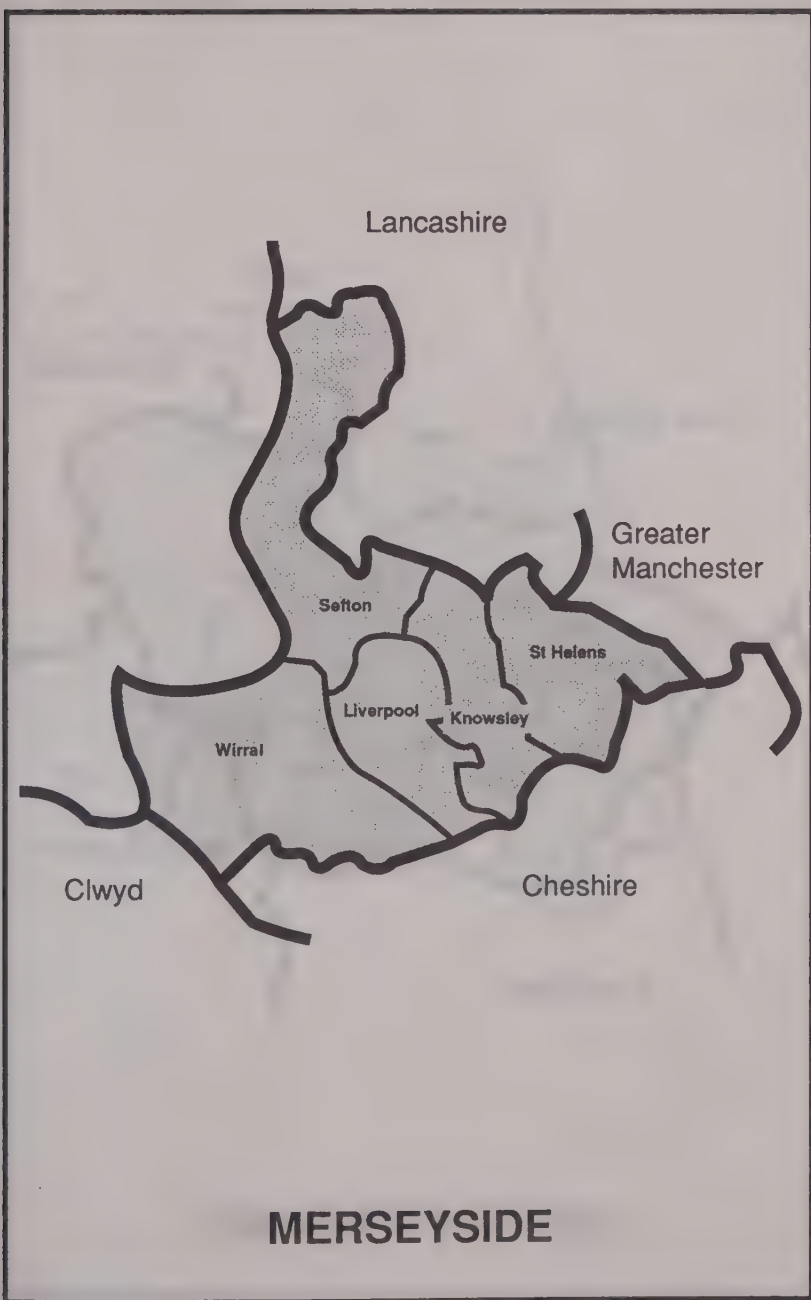 Lancashire
Greater
Manchester
Sefton
St Helens
Liverpool
Knowsley
Wirral
Clwyd
Cheshire
MERSEYSIDE